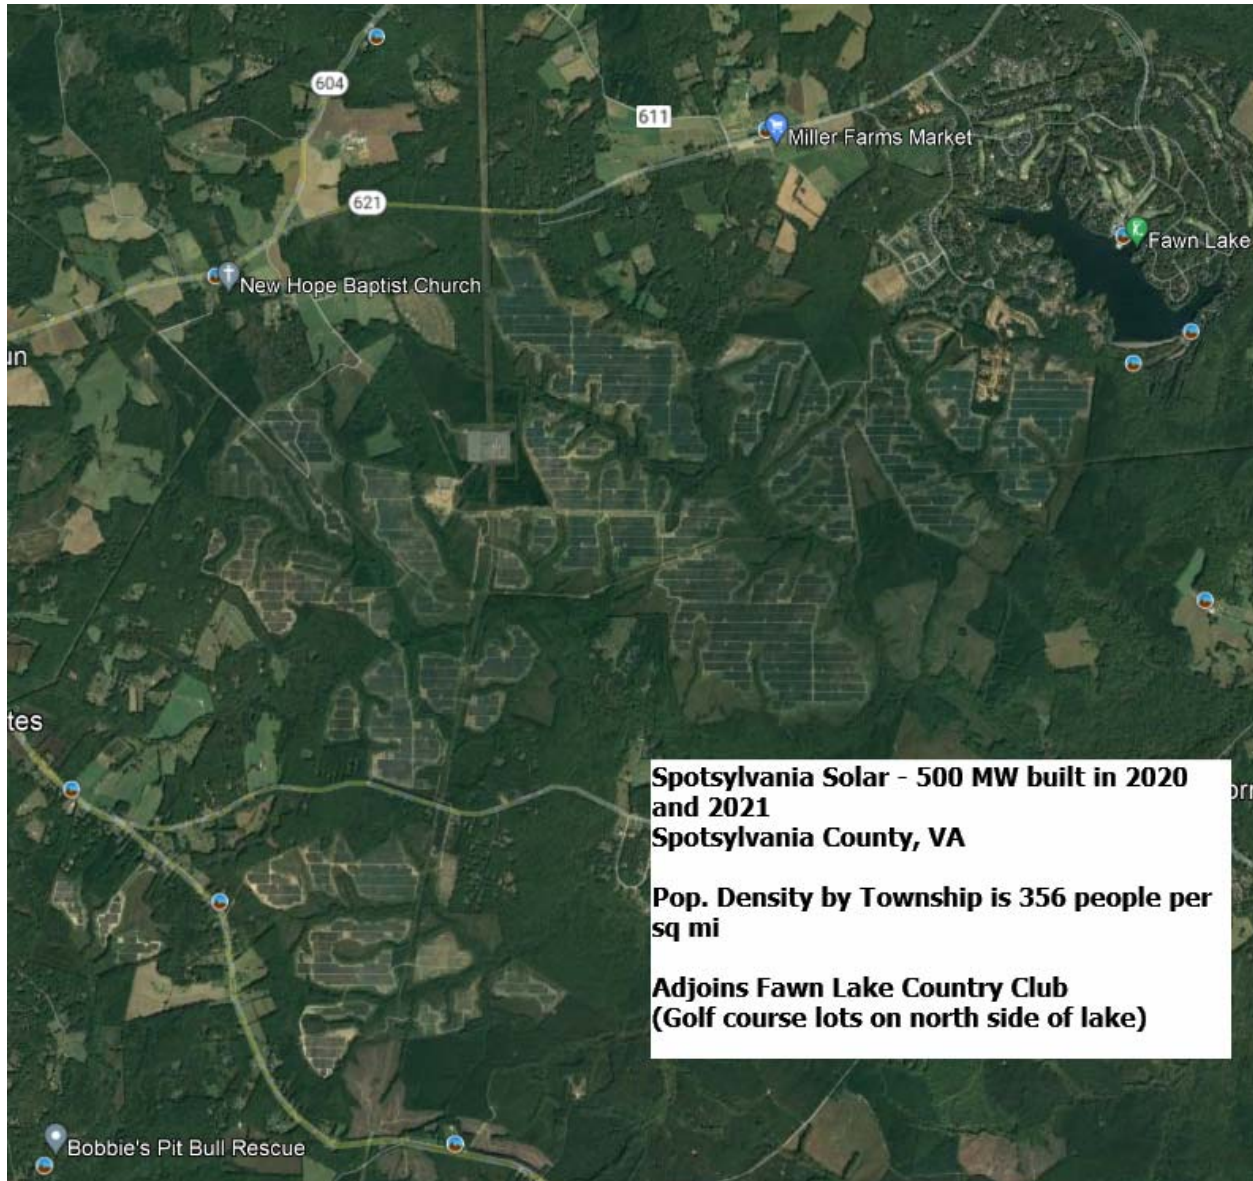 604
611
Miller Farms Market
621
Fawn Lake
New Hope Baptist Church
un
tes
Spotsylvania Solar - 500 MW built in 2020
and 2021
Spotsylvania County, VA
Pop. Density by Township is 356 people per
sq mi
Adjoins Fawn Lake Country Club
(Golf course lots on north side of lake)
Bobbie's Pit Bull Rescue